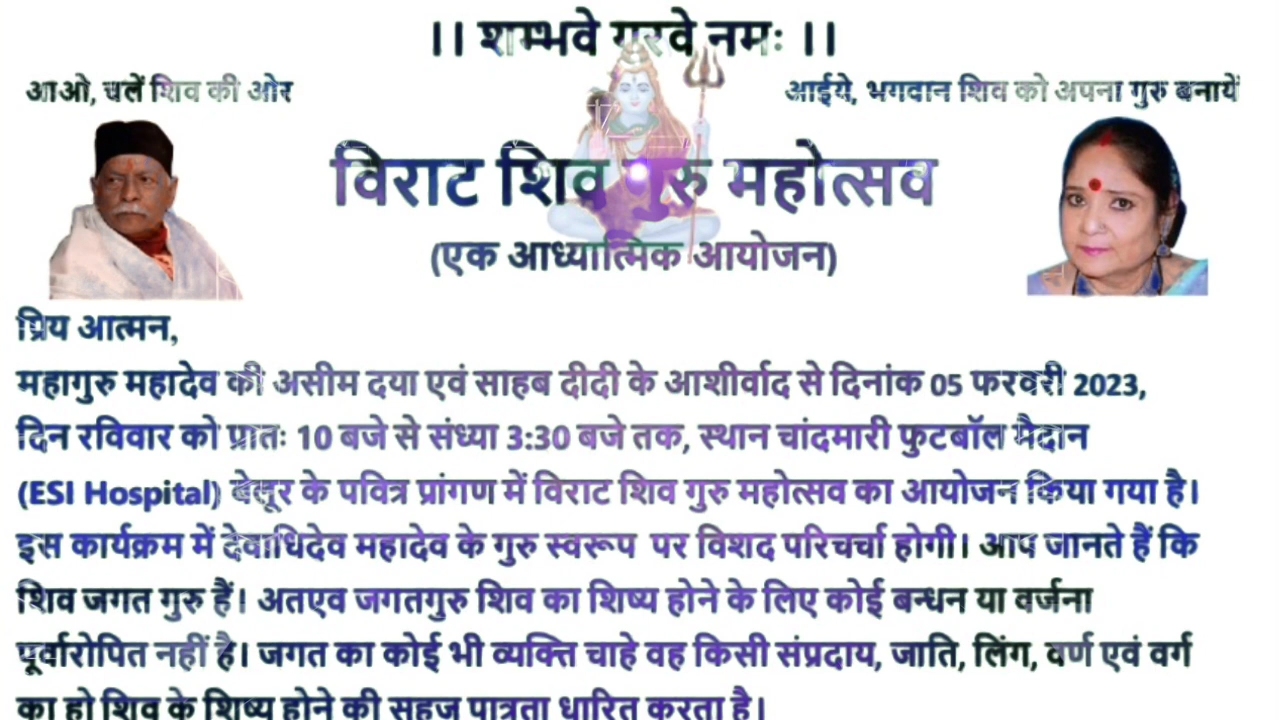 ।। शम्भवे गुरवे नमः ।।
आओ, चलें शिव की ओर
आईये, भगवान शिव को अपना गुरु बनायें
विराट शिव गुरु महोत्सव
(एक आध्यात्मिक आयोजन)
प्रिय आत्मन,
महागुरु महादेव की असीम दया एवं साहब दीदी के आशीर्वाद से दिनांक 05 फरवरी 2023,
दिन रविवार को प्रातः 10 बजे से संध्या 3:30 बजे तक, स्थान चांदमारी फुटबॉल मैदान
(ESI Hospital) बेलूर के पवित्र प्रांगण में विराट शिव गुरु महोत्सव का आयोजन किया गया है।
इस कार्यक्रम में देवाधिदेव महादेव के गुरु स्वरूप पर विशद परिचर्चा होगी। आप जानते हैं कि
शिव जगत गुरु हैं। अतएव जगतगुरु शिव का शिष्य होने के लिए कोई बन्धन या वर्जना
पूर्वारोपित नहीं है। जगत का कोई भी व्यक्ति चाहे वह किसी संप्रदाय, जाति, लिंग, वर्ण एवं वर्ग
का हो शिव के शिष्य होने की सहज पात्रता धारित करता है।